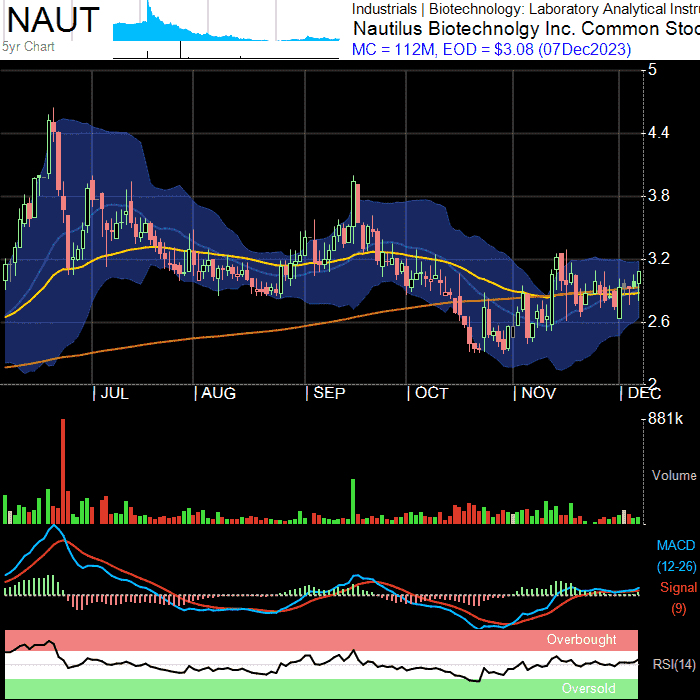 NAUT
5yr Chart
Industrials | Biotechnology: Laboratory Analytical Instru
Nautilus Biotechnolgy Inc. Common Stoc
MC = 112M, EOD = $3.08 (07Dec2023)
5
4.4
3.8
3.2
2.6
2
JUL AUG SEP OCT NOV DEC
881k
Volume
MACD
(12-26)
Signal
(9)
Overbought
RSI(14)
Oversold